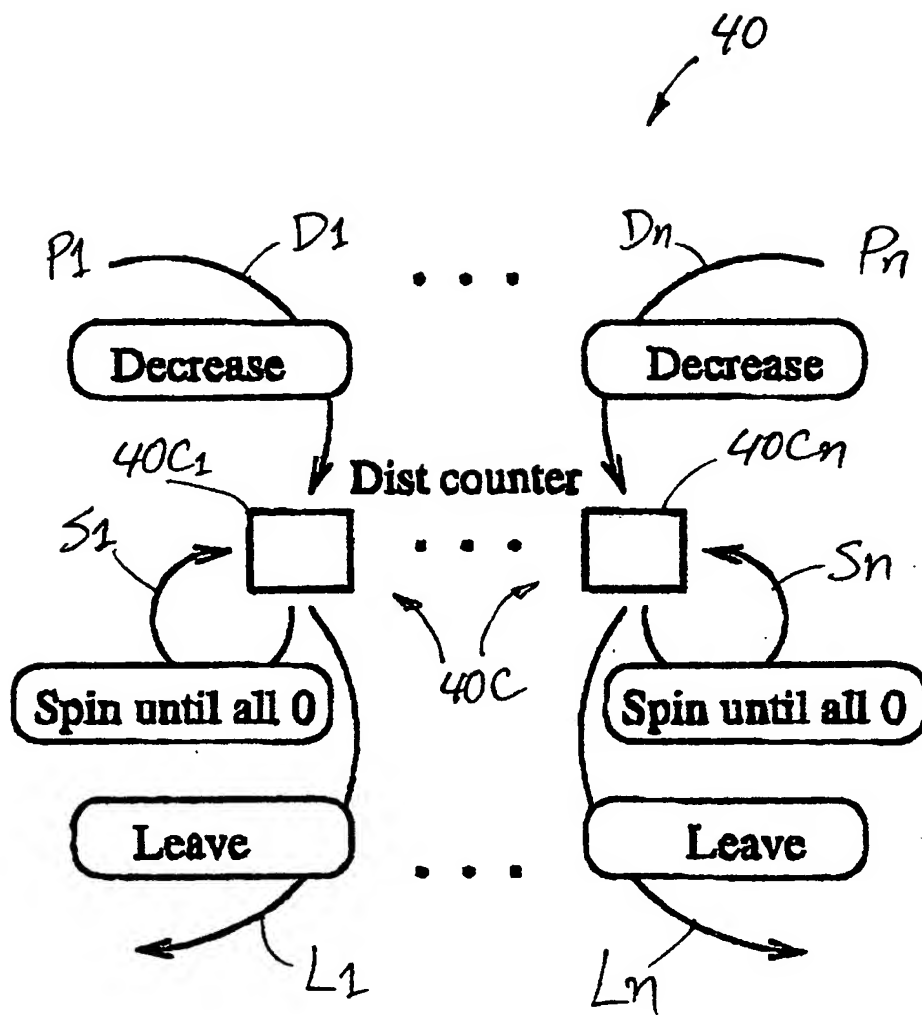 40
P1 D1 Dn Pn
Decrease Decrease
40C1 Dist counter 40Cn
S1 Sn
40C
Spin until all 0 Spin until all 0
Leave Leave
L1 Ln